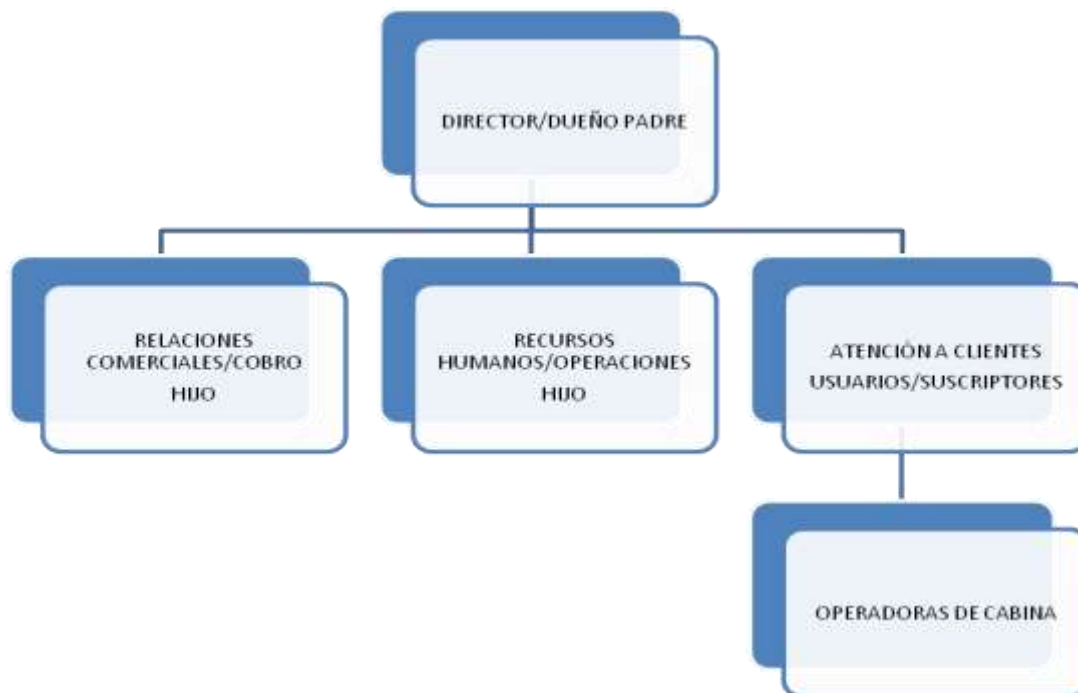 DIRECTOR/DUEÑO PADRE
RELACIONES
COMERCIALES/COBRO
HIJO
RECURSOS
HUMANOS/OPERACIONES
HIJO
ATENCIÓN A CLIENTES
USUARIOS/SUSCRIPTORES
OPERADORAS DE CABINA